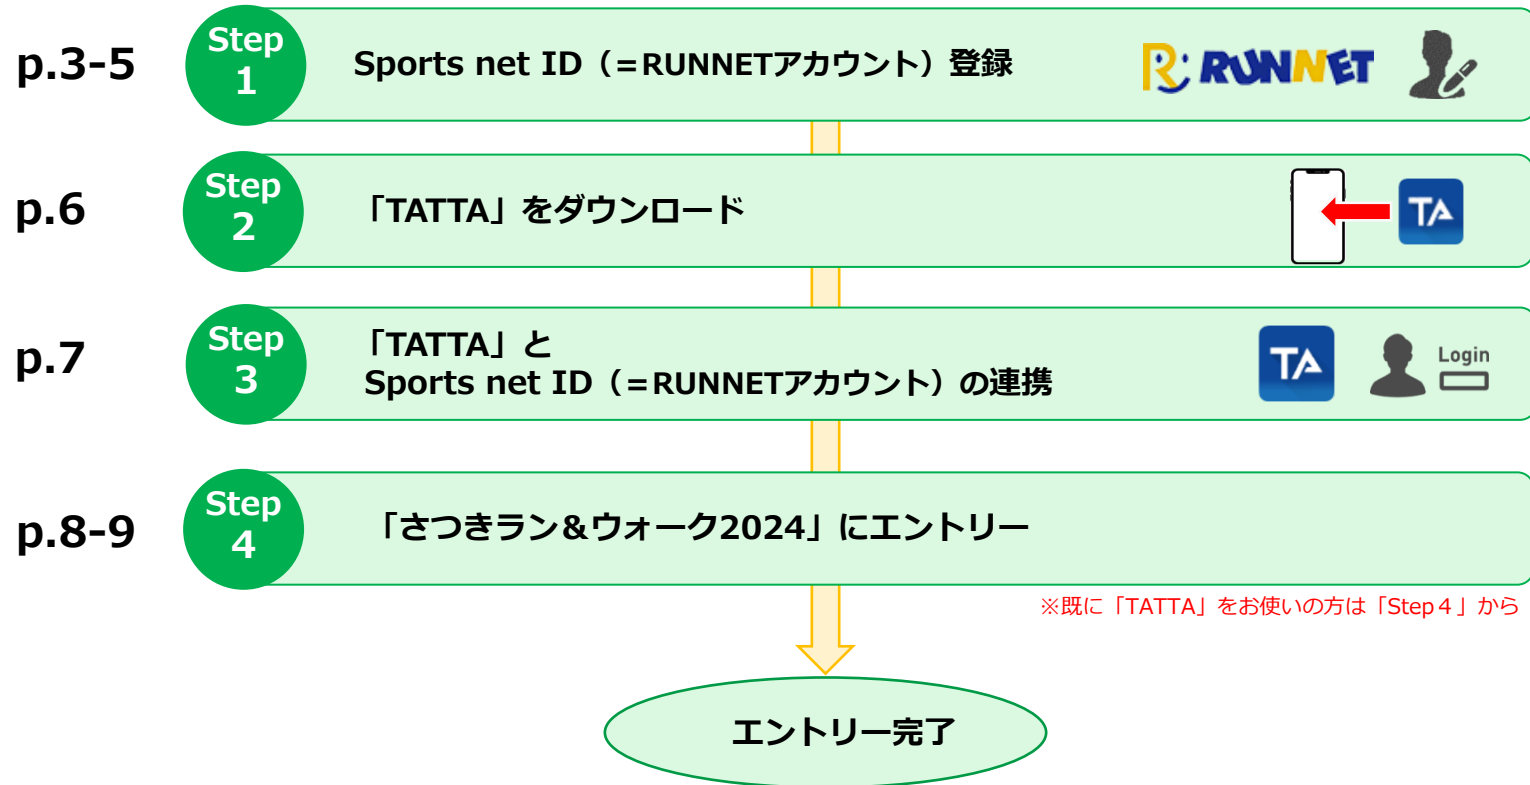 p.3-5
Step
1
Sports net ID（=RUNNETアカウント）登録
R: RUNNET
p.6
Step
2
「TATTA」をダウンロード
TA
p.7
Step
3
「TATTA」と
Sports net ID（=RUNNETアカウント）の連携
TA
Login
p.8-9
Step
4
「さつきラン＆ウォーク2024」にエントリー
※既に「TATTA」をお使いの方は「Step４」から
エントリー完了